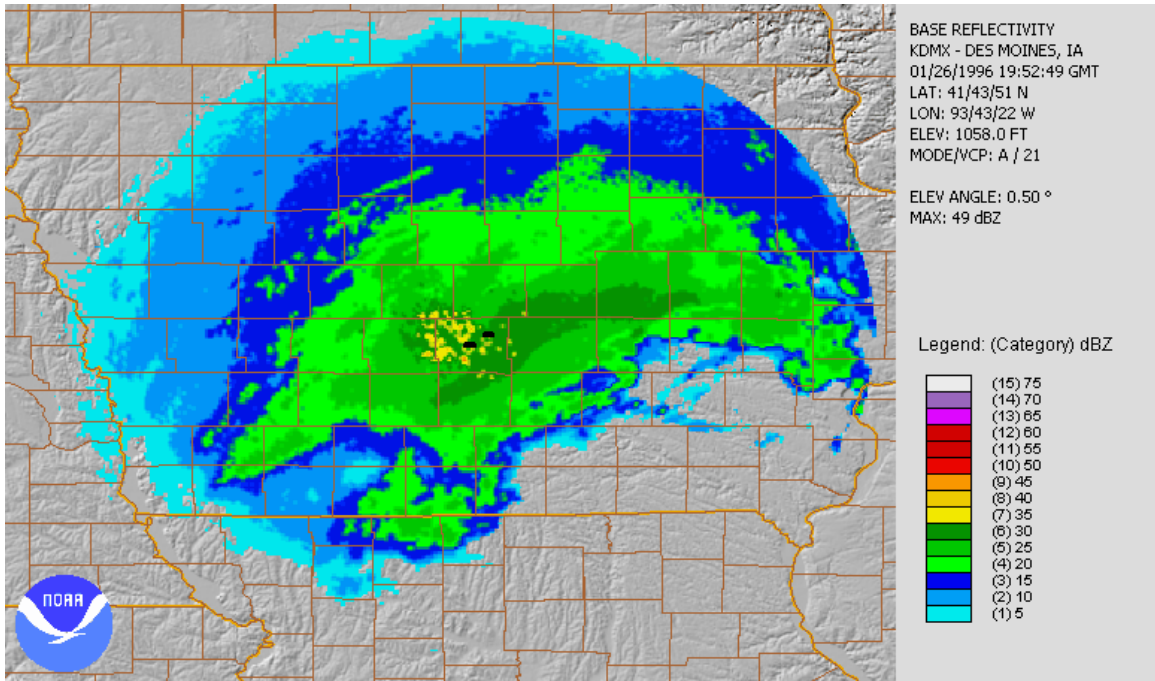 BASE REFLECTIVITY
KDMX - DES MOINES, IA
01/26/1996 19:52:49 GMT
LAT: 41/43/51 N
LON: 93/43/22 W
ELEV: 1058.0 FT
MODE/VCP: A / 21
ELEV ANGLE: 0.50 °
MAX: 49 dBZ
Legend: (Category) dBZ
(15) 75
(14) 70
(13) 65
(12) 60
(11) 55
(10) 50
(9) 45
(8) 40
(7) 35
(6) 30
(5) 25
(4) 20
(3) 15
(2) 10
(1) 5
NOAA